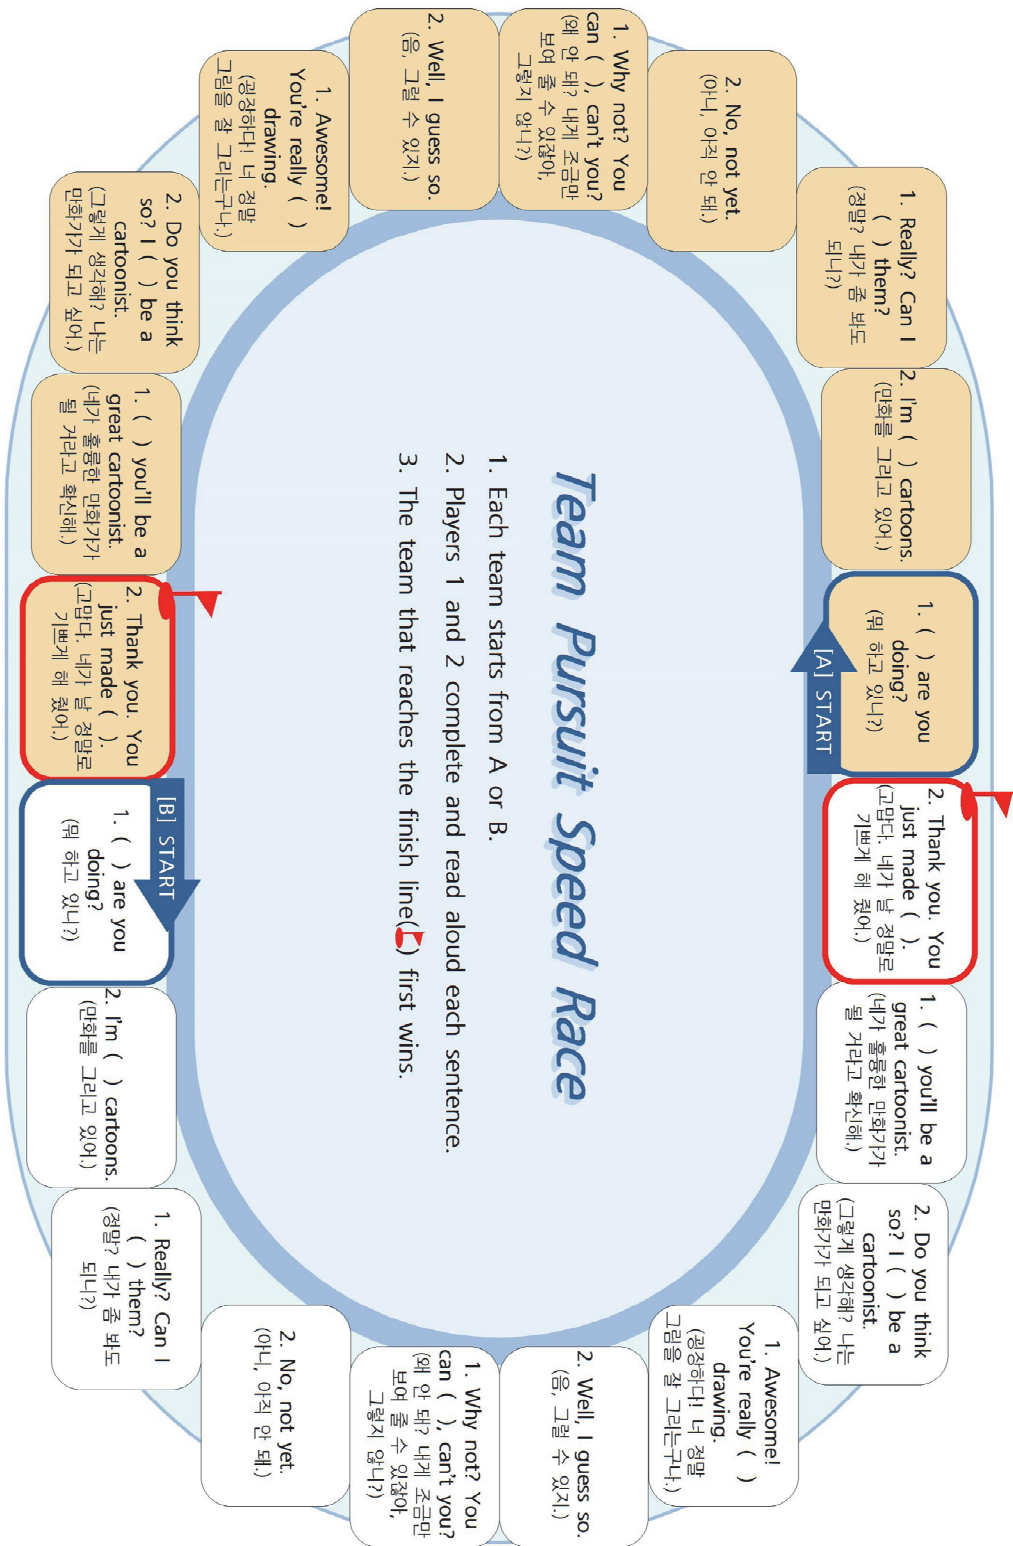 Team Pursuit Speed Race
1. Each team starts from A or B.
2. Players 1 and 2 complete and read aloud each sentence.
3. The team that reaches the finish line( ) first wins.
[A] START
1. ( ) are you
doing?
(뭐 하고 있니?)
2. I'm ( ) cartoons.
(만화를 그리고 있어.)
1. Really? Can I
( ) them?
(정말? 내가 좀 봐도
되니?)
2. No, not yet.
(아니, 아직 안 돼.)
1. Why not? You
can ( ), can't you?
(왜 안 돼? 내게 조금만
보여 줄 수 있잖아,
그렇지 않니?)
2. Well, I guess so.
(음, 그럴 수 있지.)
1. Awesome!
You're really ( )
drawing.
(굉장하다! 너 정말
그림을 잘 그리는구나.)
2. Do you think
so? I ( ) be a
cartoonist.
(그렇게 생각해? 나는
만화가가 되고 싶어.)
1. ( ) you'll be a
great cartoonist.
(네가 훌륭한 만화가가
될 거라고 확신해.)
2. Thank you. You
just made ( ).
(고맙다. 네가 날 정말로
기쁘게 해 줬어.)
[B] START
1. ( ) are you
doing?
(뭐 하고 있니?)
2. I'm ( ) cartoons.
(만화를 그리고 있어.)
1. Really? Can I
( ) them?
(정말? 내가 좀 봐도
되니?)
2. No, not yet.
(아니, 아직 안 돼.)
1. Why not? You
can ( ), can't you?
(왜 안 돼? 내게 조금만
보여 줄 수 있잖아,
그렇지 않니?)
2. Well, I guess so.
(음, 그럴 수 있지.)
1. Awesome!
You're really ( )
drawing.
(굉장하다! 너 정말
그림을 잘 그리는구나.)
2. Do you think
so? I ( ) be a
cartoonist.
(그렇게 생각해? 나는
만화가가 되고 싶어.)
1. ( ) you'll be a
great cartoonist.
(네가 훌륭한 만화가가
될 거라고 확신해.)
2. Thank you. You
just made ( ).
(고맙다. 네가 날 정말로
기쁘게 해 줬어.)